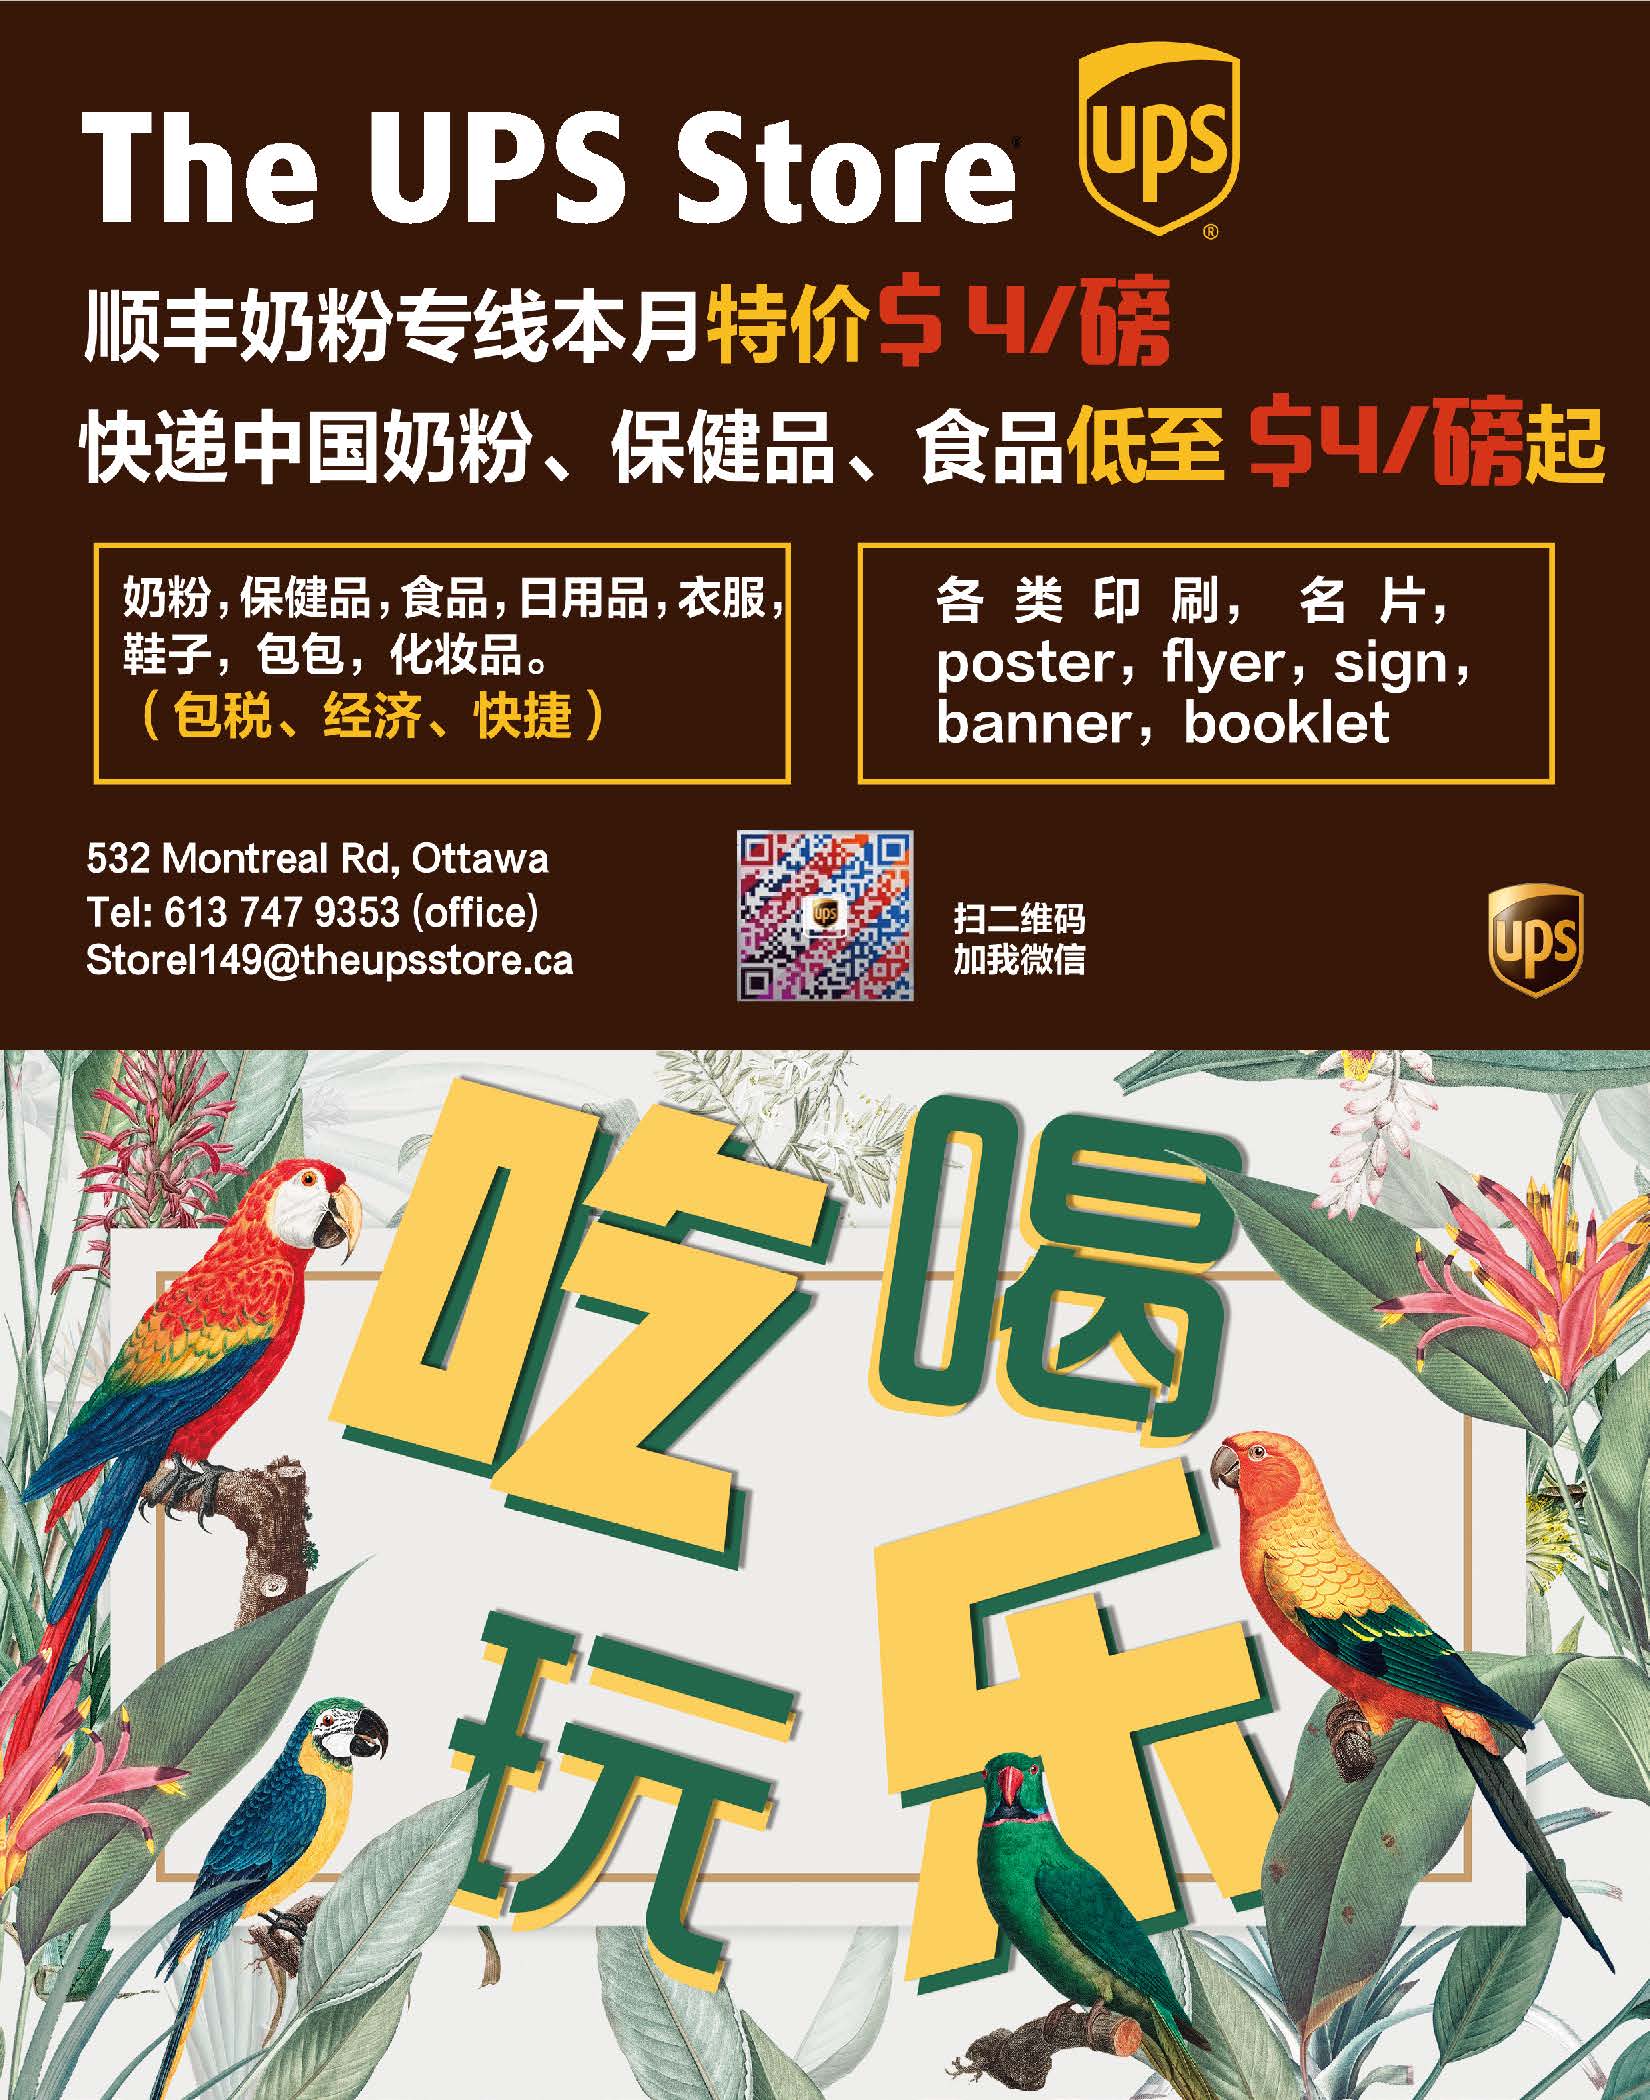 The UPS Store
ups
®
顺丰奶粉专线本月特价$ 4/磅
快递中国奶粉、保健品、食品低至 $4/磅起
奶粉,保健品,食品,日用品,衣服,
鞋子,包包,化妆品。
(包税、经济、快捷)
各类印刷,名片,
poster, flyer, sign,
banner, booklet
532 Montreal Rd, Ottawa
Tel: 613 747 9353 (office)
Storel149@theupsstore.ca
ups
扫二维码
加我微信
ups
吃喝
玩乐